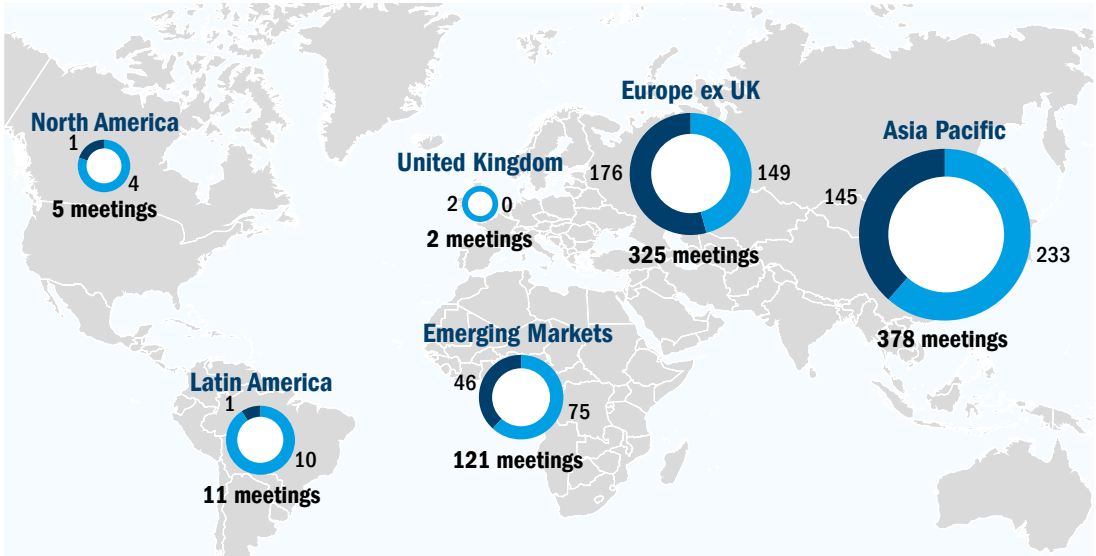 North America
1
4
5 meetings
United Kingdom
2
0
2 meetings
Europe ex UK
176
149
325 meetings
Asia Pacific
145
233
378 meetings
Latin America
1
10
11 meetings
Emerging Markets
46
75
121 meetings